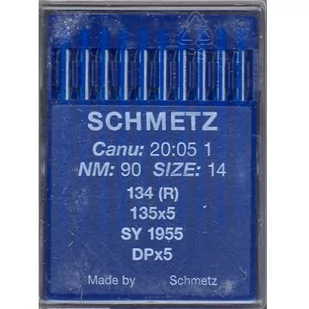 SCHMETZ
Canu: 20:05 1
NM: 90 SIZE: 14
134 (R)
135x5
SY 1955
DPx5
Made by Schmetz